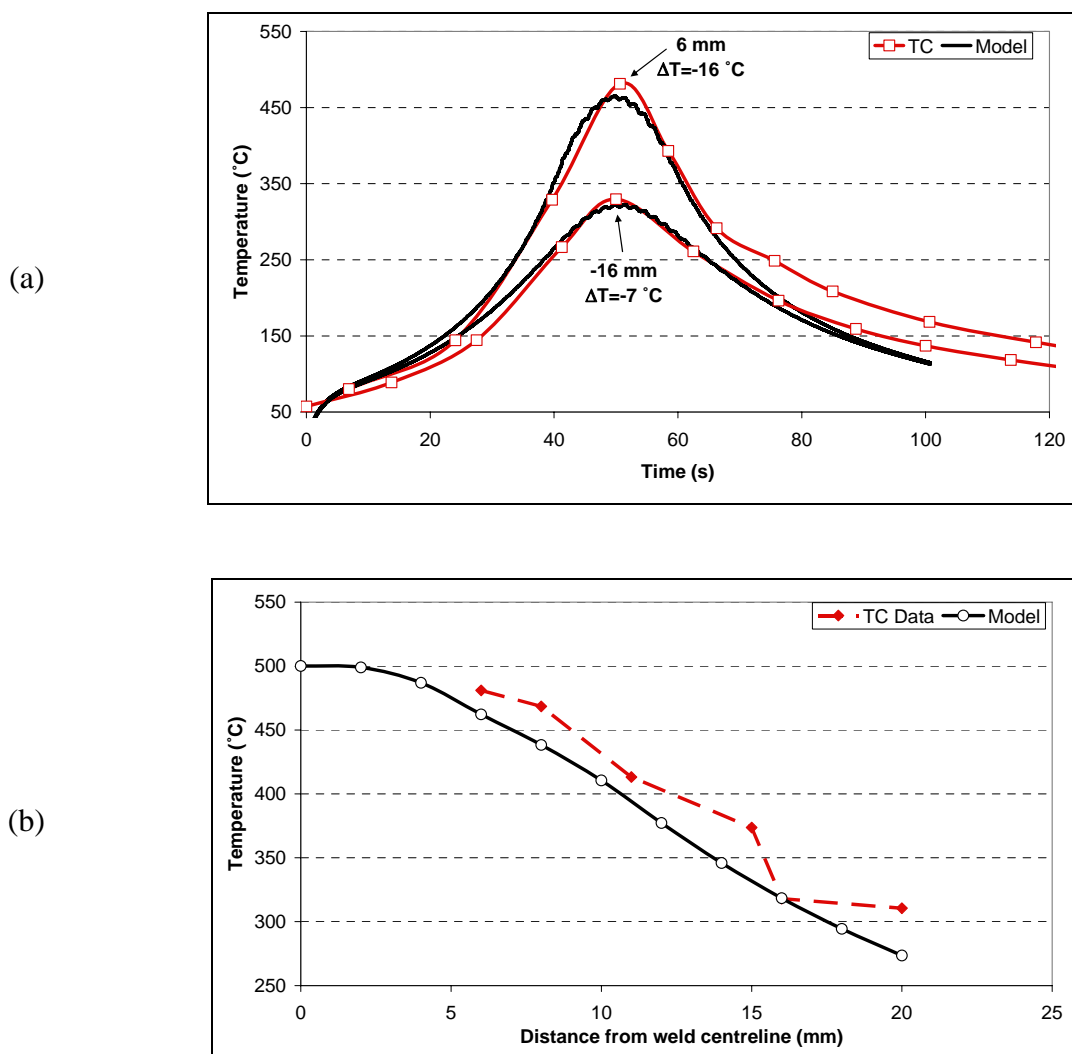 (a)
550
450
350
250
150
50
Temperature (˚C)
6 mm
ΔT=-16 ˚C
TC Model
-16 mm
ΔT=-7 ˚C
0 20 40 60 80 100 120
Time (s)
(b)
550
500
450
400
350
300
250
Temperature (˚C)
TC Data Model
0 5 10 15 20 25
Distance from weld centreline (mm)